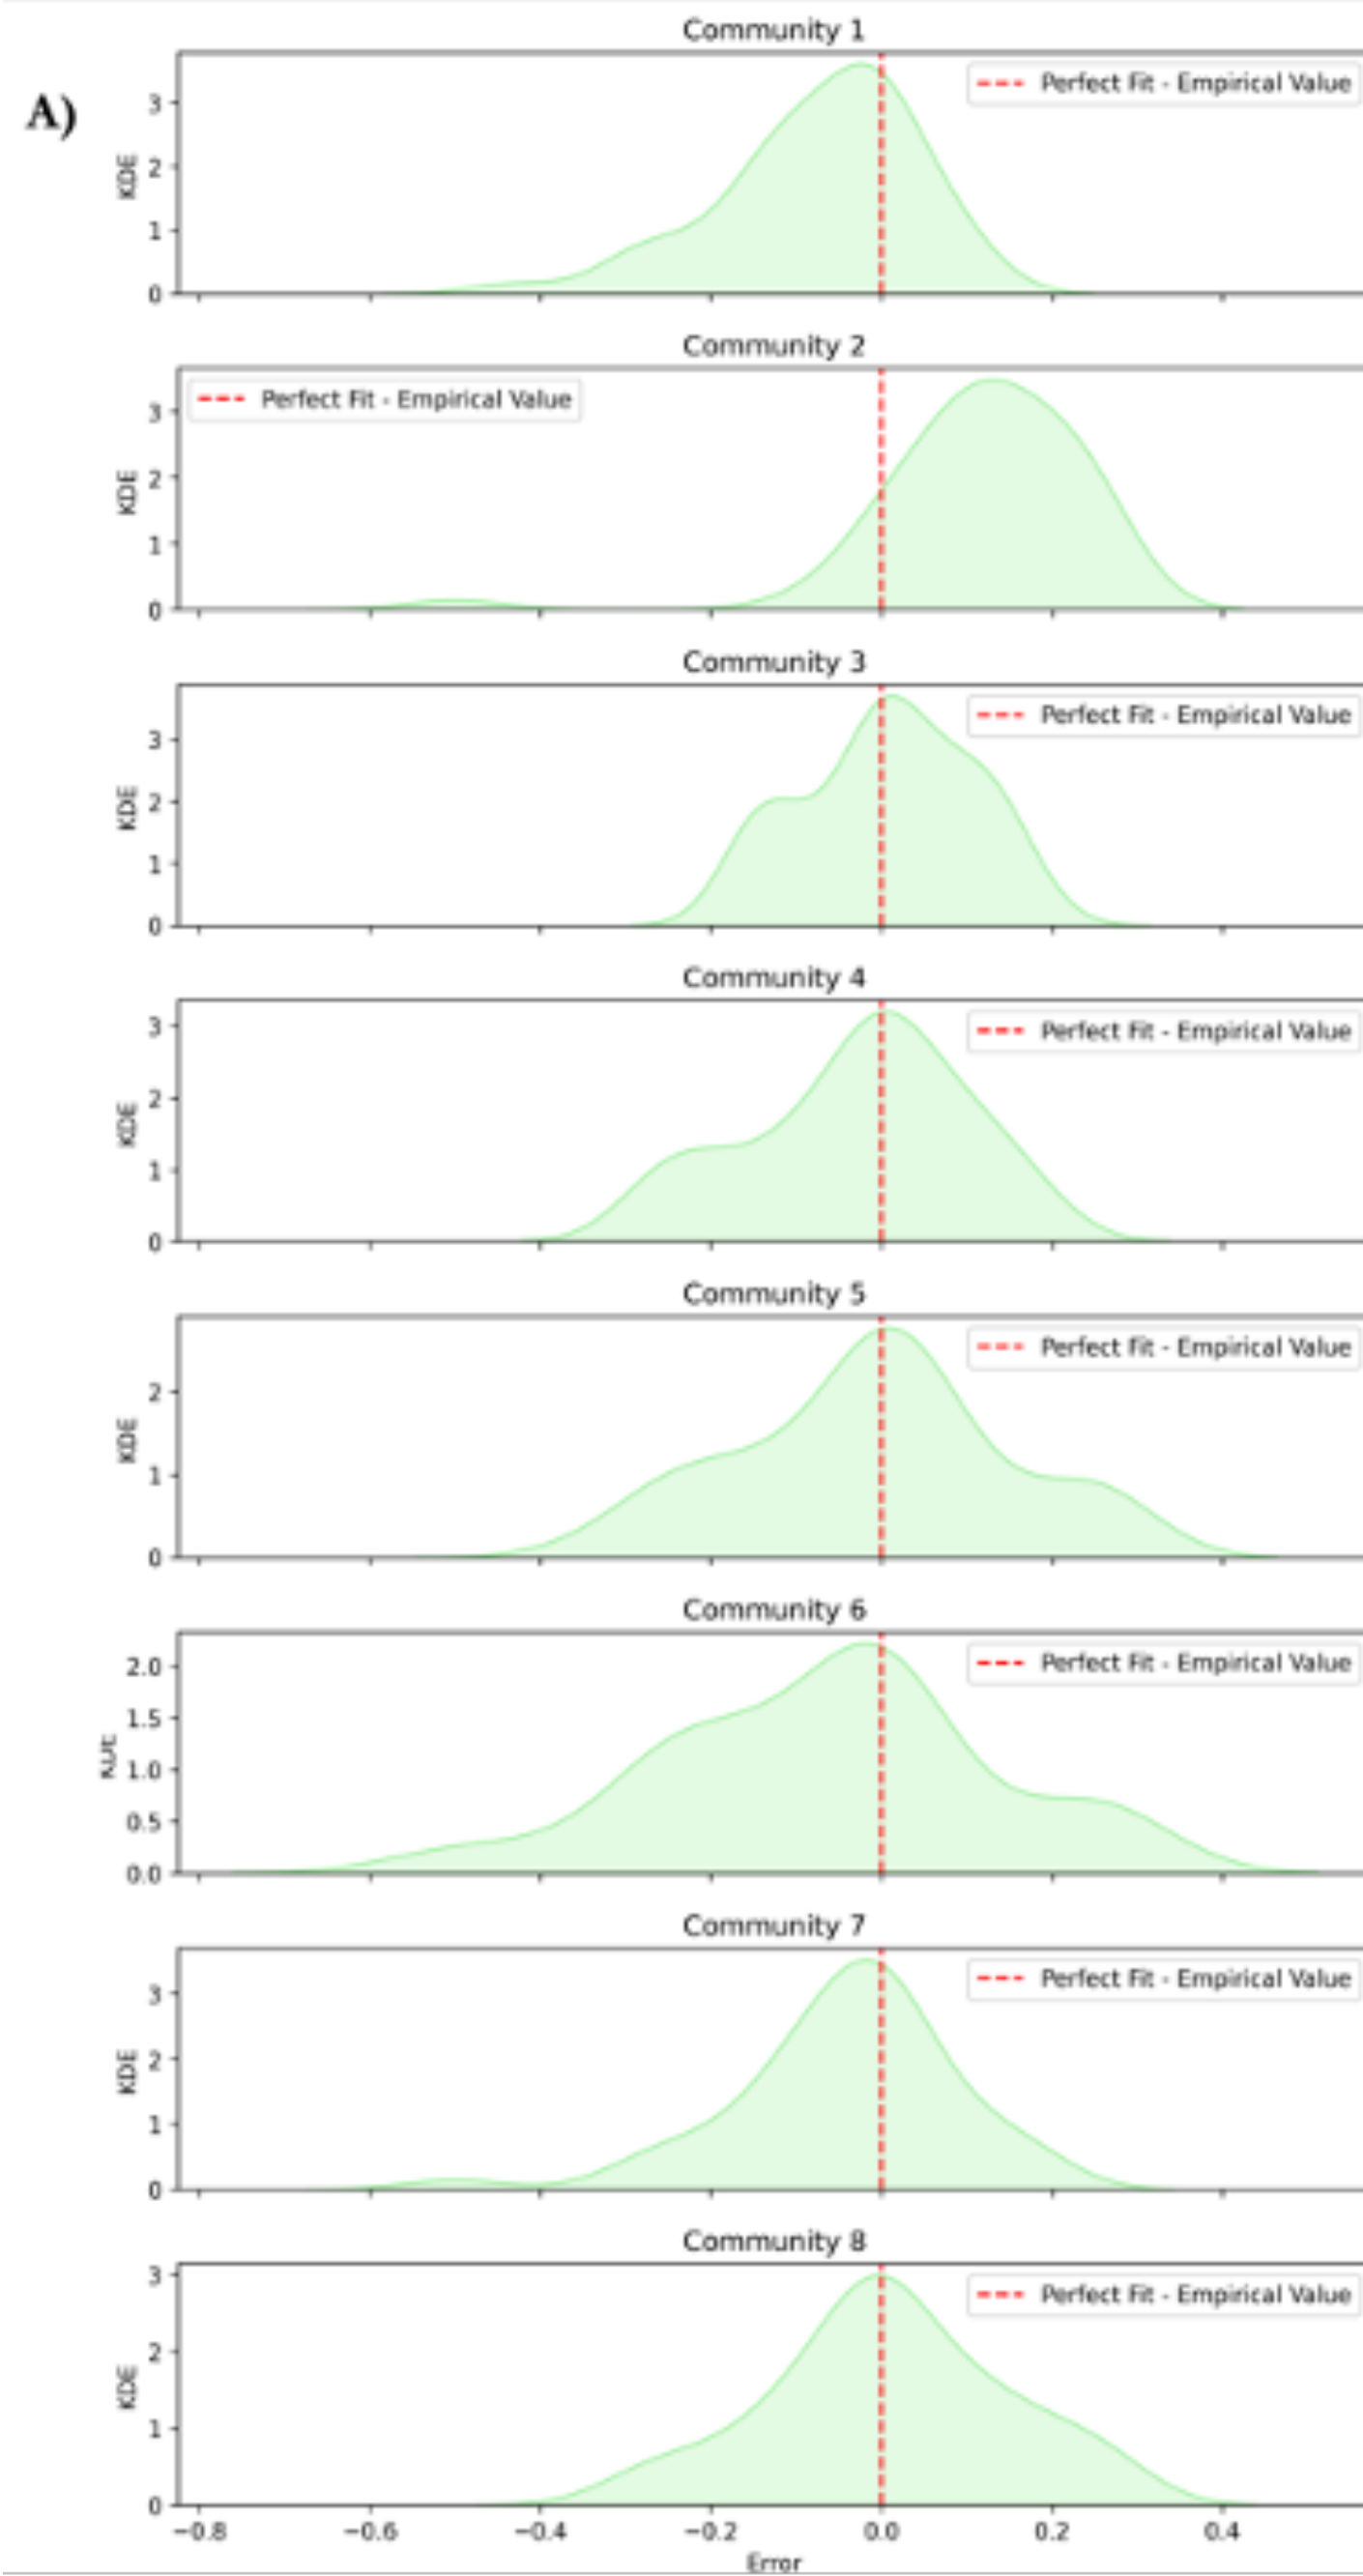 A)
Community 1
Perfect Fit - Empirical Value
KDE
3
2
1
0
Community 2
Perfect Fit - Empirical Value
KDE
3
2
1
0
Community 3
Perfect Fit - Empirical Value
KDE
3
2
1
0
Community 4
Perfect Fit - Empirical Value
KDE
3
2
1
0
Community 5
Perfect Fit - Empirical Value
KDE
2
1
0
Community 6
Perfect Fit - Empirical Value
2.0
1.5
1.0
0.5
0.0
Community 7
Perfect Fit - Empirical Value
KDE
3
2
1
0
Community 8
Perfect Fit - Empirical Value
KDE
3
2
1
0
−0.8 −0.6 −0.4 −0.2 0.0 0.2 0.4
Error